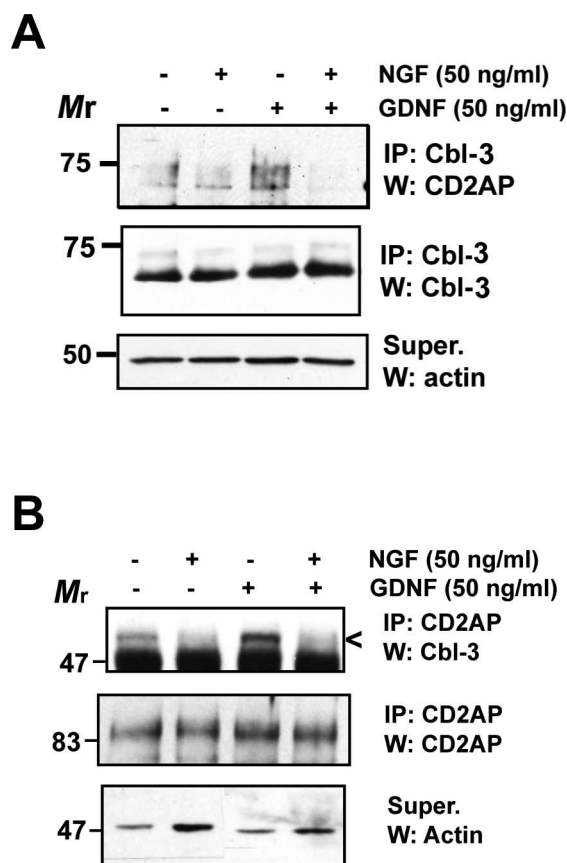 A
- + - + NGF (50 ng/ml)
Mr - - + + GDNF (50 ng/ml)
75 IP: Cbl-3
W: CD2AP
75 IP: Cbl-3
W: Cbl-3
50 Super.
W: actin
B
- + - + NGF (50 ng/ml)
Mr - - + + GDNF (50 ng/ml)
IP: CD2AP
<
47 W: Cbl-3
IP: CD2AP
83 W: CD2AP
Super.
47 W: Actin